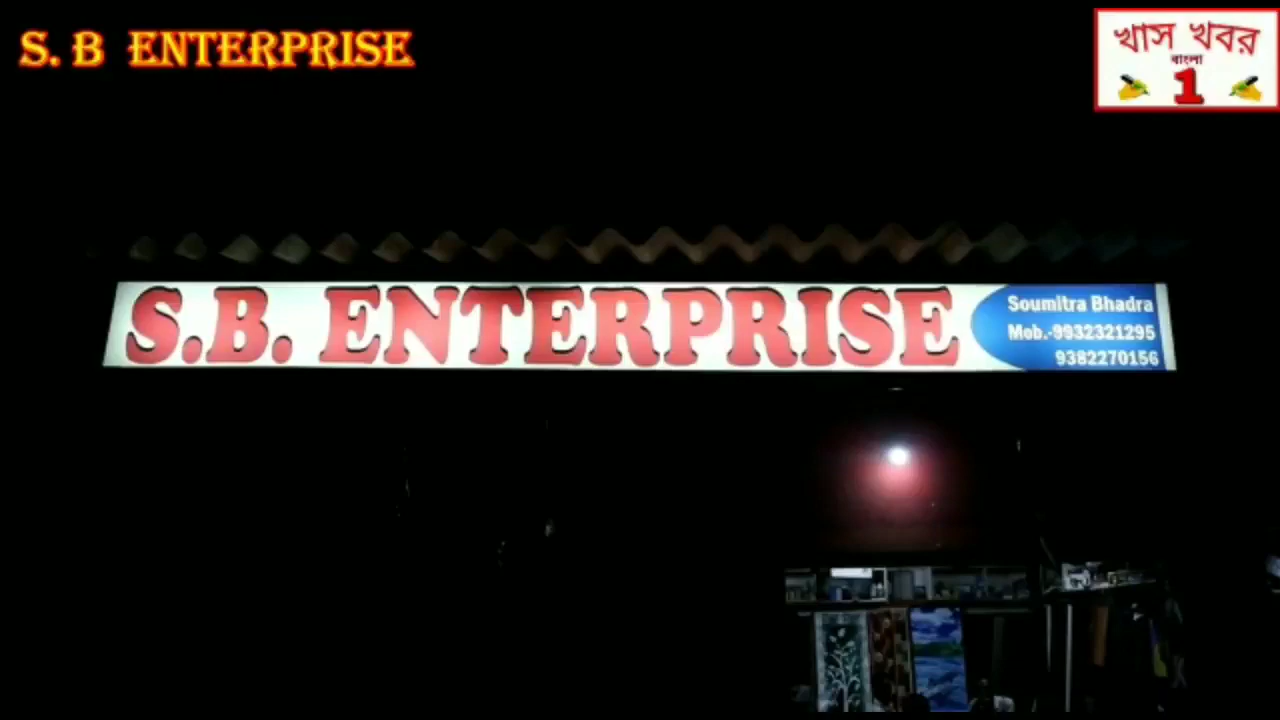 S. B ENTERPRISE
খাস খবর
বাংলা
1
S.B. ENTERPRISE
Soumitra Bhadra
Mob.-9932321295
9382270156